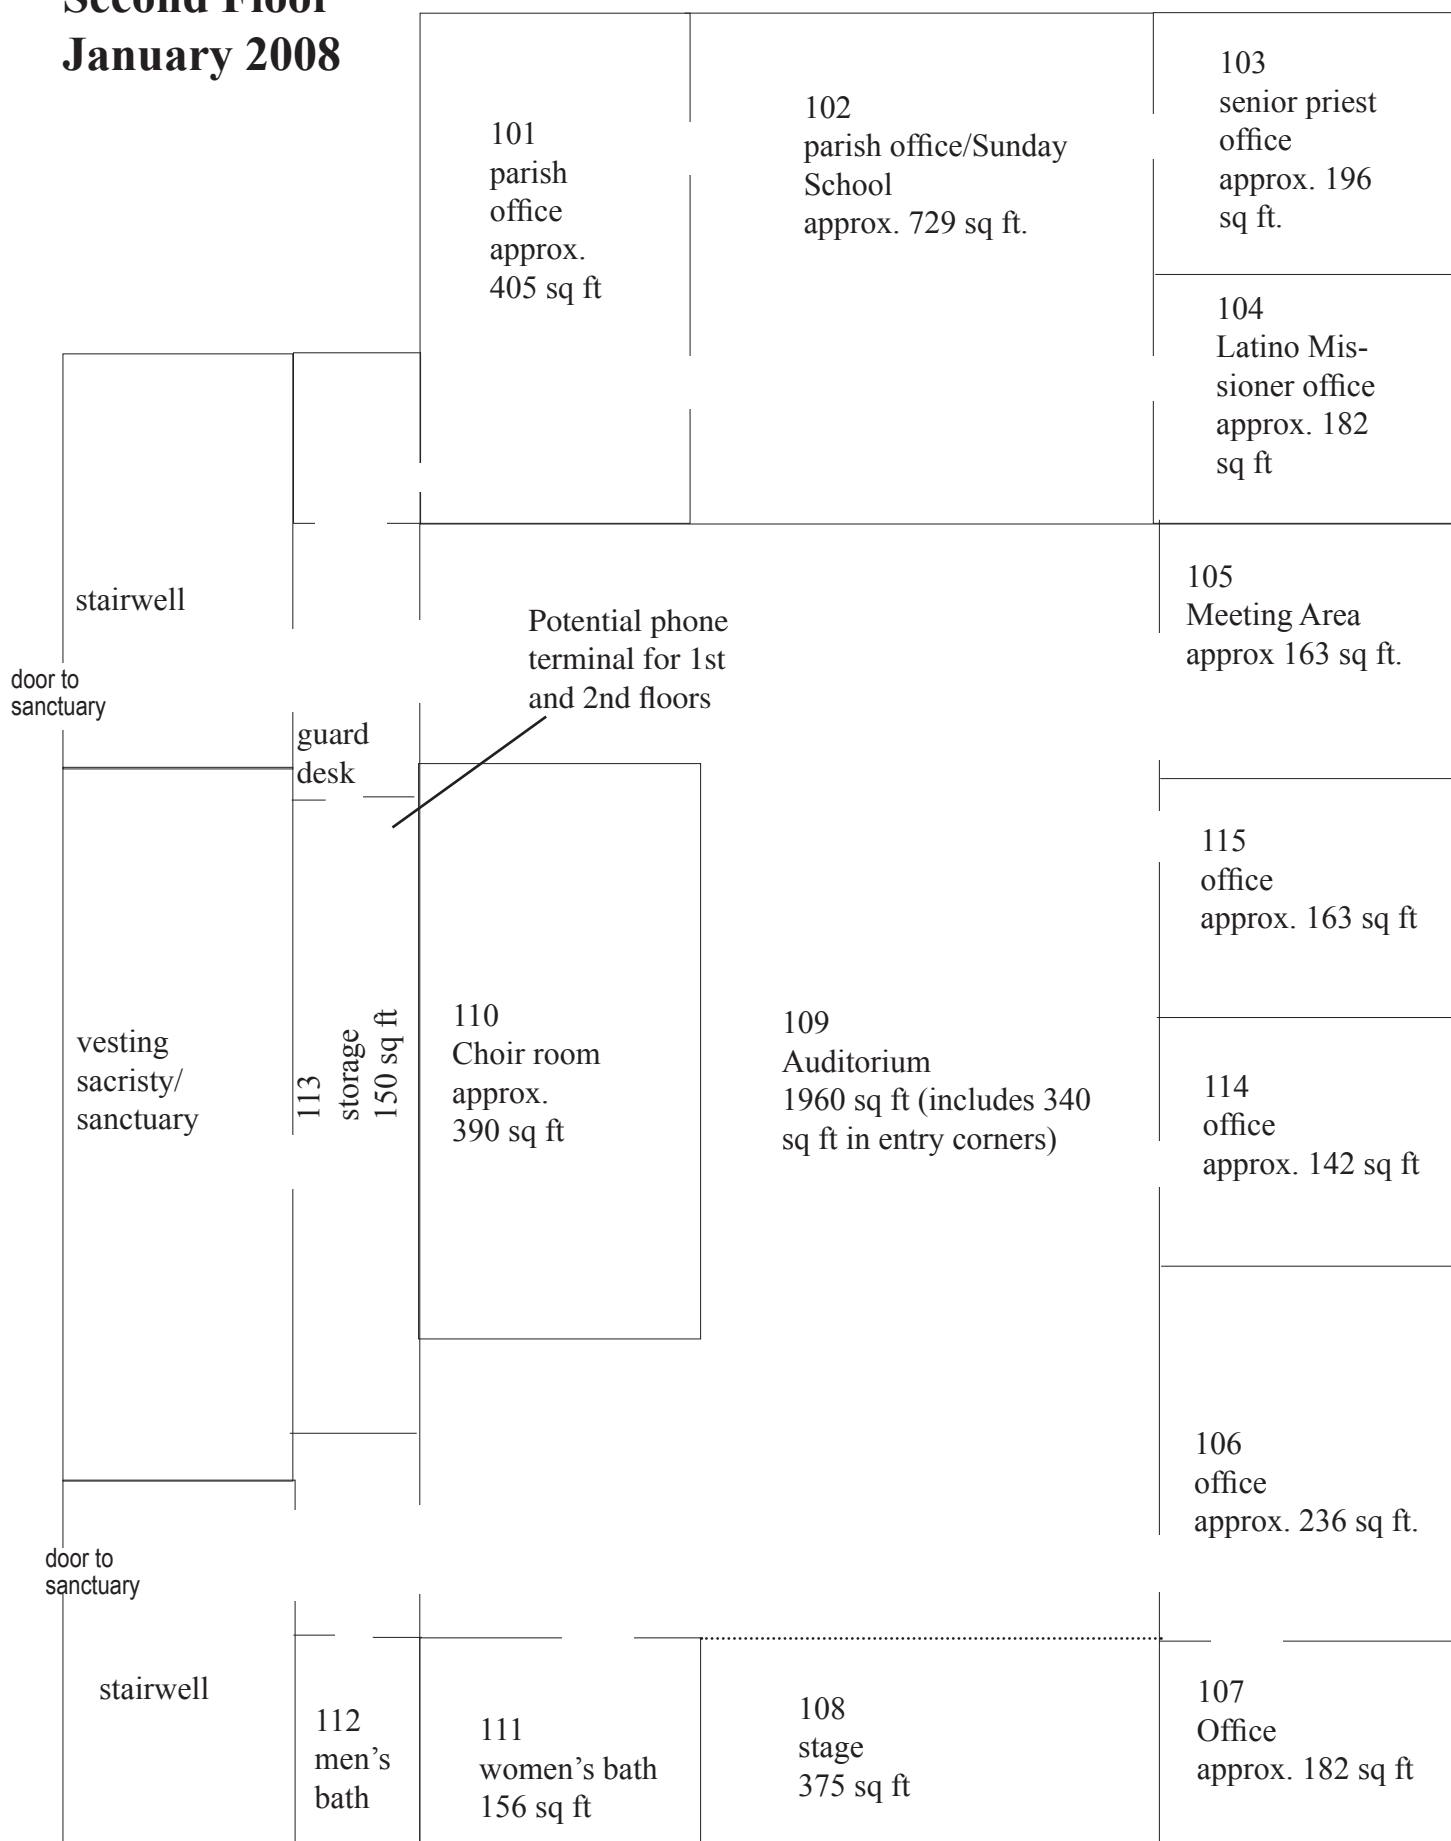 Second Floor
January 2008
101
parish
office
approx.
405 sq ft
102
parish office/Sunday
School
approx. 729 sq ft.
103
senior priest
office
approx. 196
sq ft.
104
Latino Mis-
sioner office
approx. 182
sq ft
stairwell
door to
sanctuary
guard
desk
Potential phone
terminal for 1st
and 2nd floors
105
Meeting Area
approx 163 sq ft.
115
office
approx. 163 sq ft
vesting
sacristy/
sanctuary
113
storage
150 sq ft
110
Choir room
approx.
390 sq ft
109
Auditorium
1960 sq ft (includes 340
sq ft in entry corners)
114
office
approx. 142 sq ft
106
office
approx. 236 sq ft.
door to
sanctuary
stairwell
112
men’s
bath
111
women’s bath
156 sq ft
108
stage
375 sq ft
107
Office
approx. 182 sq ft